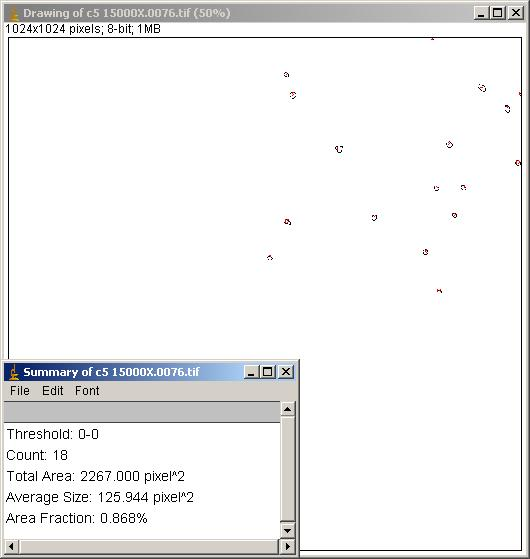 Drawing of c5 15000X.0076.tif (50%)
1024x1024 pixels; 8-bit; 1MB
Summary of c5 15000X.0076.tif
File Edit Font
Threshold: 0-0
Count: 18
Total Area: 2267.000 pixel^2
Average Size: 125.944 pixel^2
Area Fraction: 0.868%